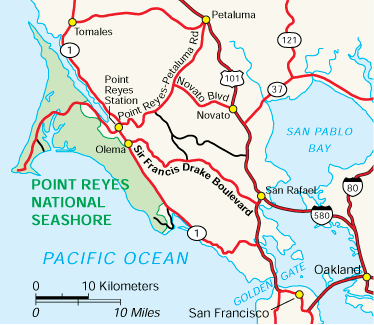 Petaluma
Tomales
1
121
Point
Reyes
Station
Point Reyes-Petaluma Rd
101
37
Novato Blvd
Novato
SAN PABLO
BAY
Olema
Sir Francis Drake Boulevard
POINT REYES
NATIONAL
SEASHORE
San Rafael
80
580
1
PACIFIC OCEAN
GOLDEN GATE
Oakland
0 10 Kilometers
0 10 Miles
San Francisco